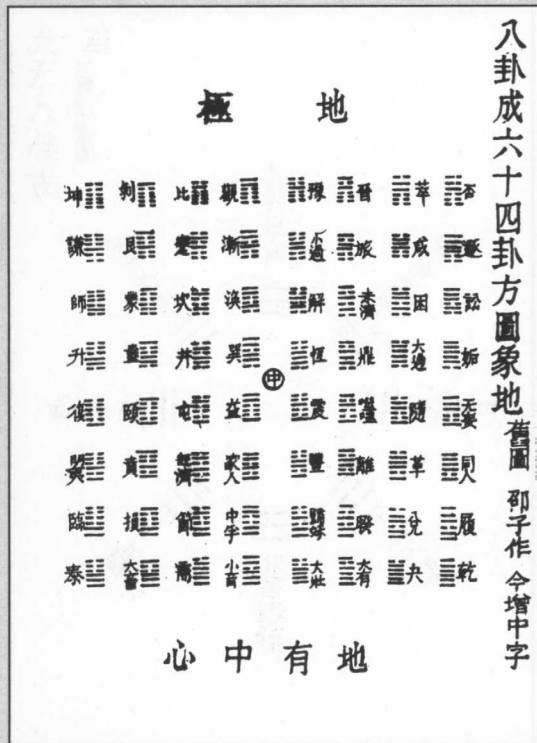 八卦成六十四卦方圖象地 舊圖 邵子作 今增中字
地極
否 萃 晉 豫 觀 比 剝 坤
遯 咸 旅 小過 漸 蹇 艮 謙
訟 困 未濟 解 渙 坎 蒙 師
姤 大過 鼎 恆 巽 井 蠱 升
中
无妄 隨 噬嗑 震 益 屯 頤 復
同人 革 離 豐 家人 既濟 賁 明夷
履 兌 睽 歸妹 中孚 節 損 臨
乾 夬 大有 大壯 小畜 需 大畜 泰
地有中心